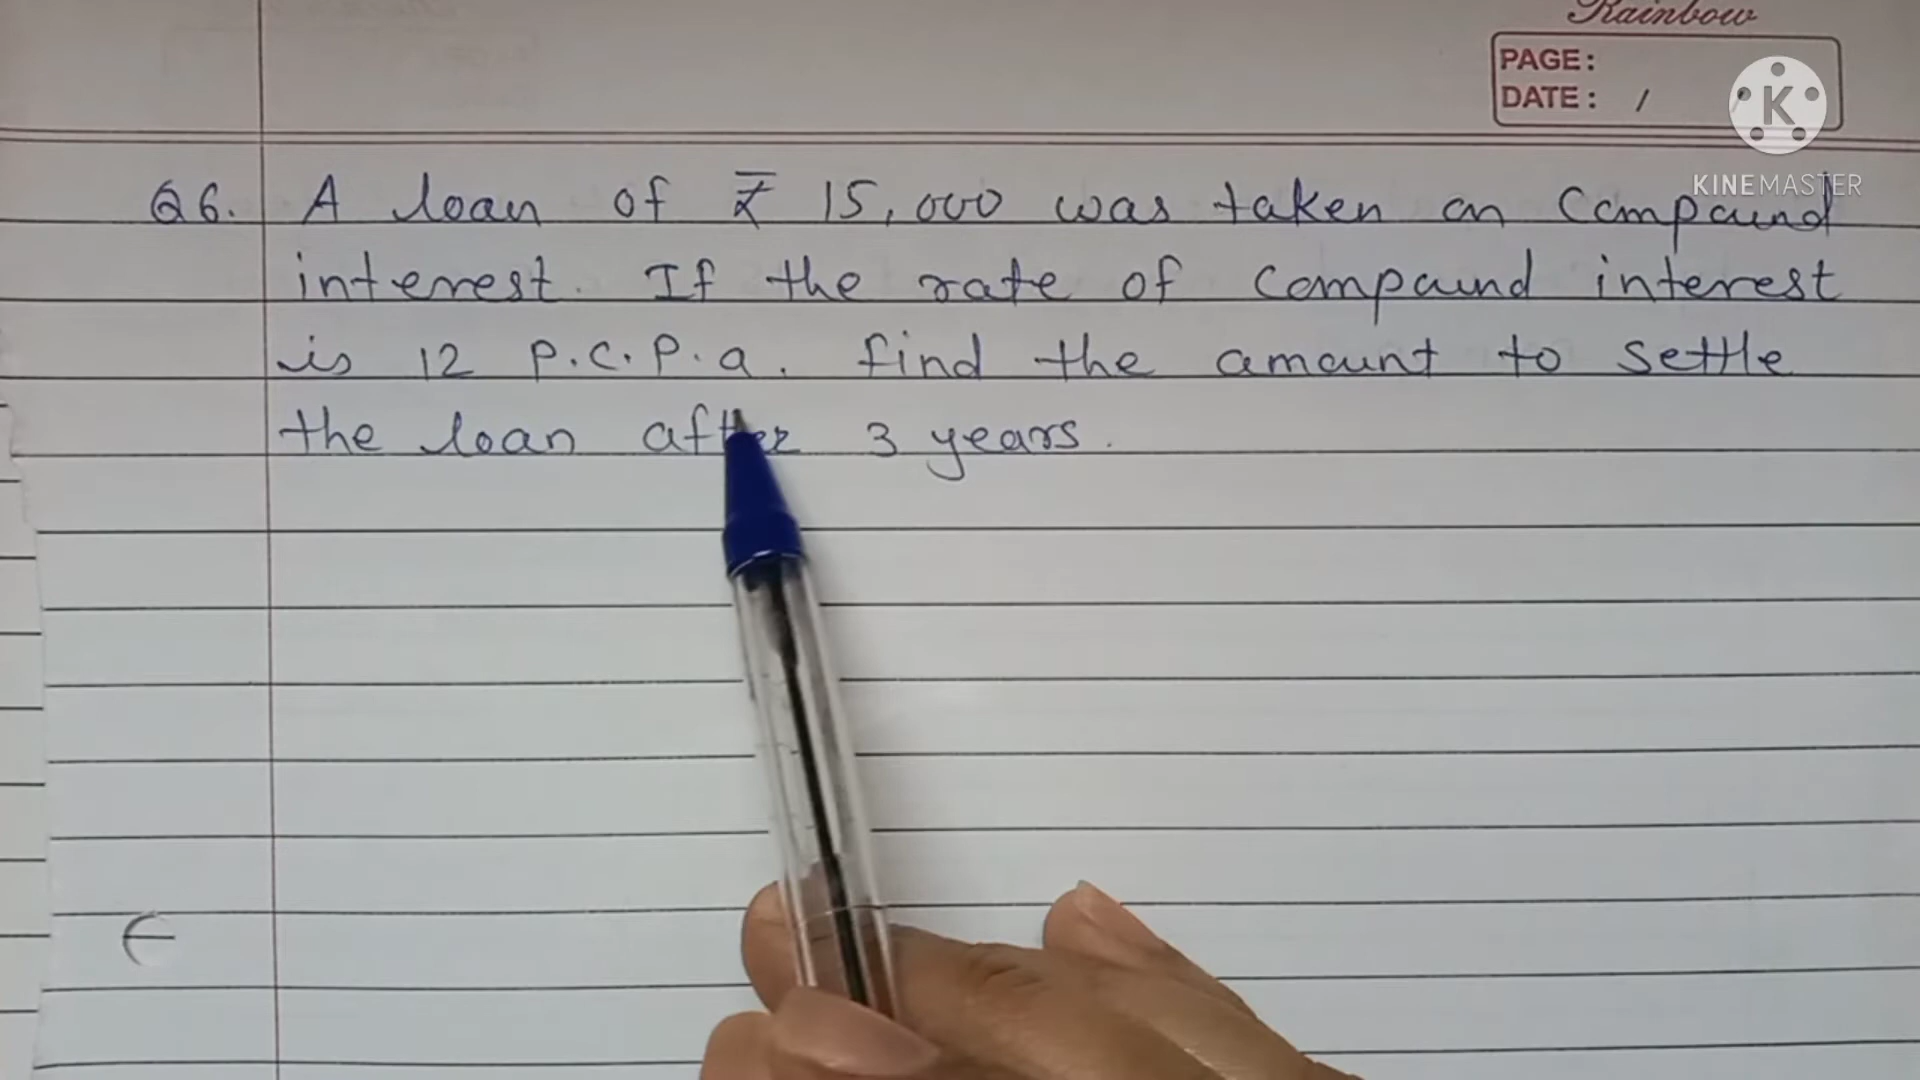 Rainbow
PAGE:
DATE: /
K
KINEMASTER
Q6. A loan of ₹ 15,000 was taken on Compound
interest. If the rate of compound interest
is 12 p.c.p.a. find the amount to settle
the loan after 3 years.